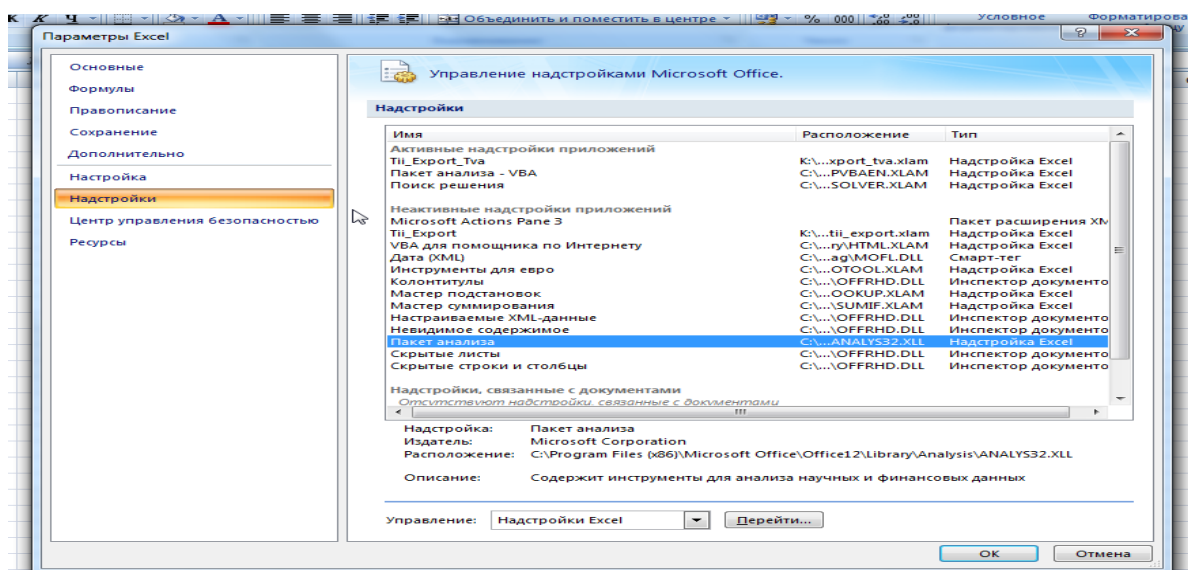 К К Ч А Объединить и поместить в центре % 000 Условное Форматирова
Параметры Excel
Основные
Формулы
Правописание
Сохранение
Дополнительно
Настройка
Надстройки
Центр управления безопасностью
Ресурсы
Управление надстройками Microsoft Office.
Надстройки
Имя Расположение Тип
Активные надстройки приложений
Tii_Export_Tva K:\...xport_tva.xlam Надстройка Excel
Пакет анализа - VBA C:\...PVBAEN.XLAM Надстройка Excel
Поиск решения C:\...SOLVER.XLAM Надстройка Excel
Неактивные надстройки приложений
Microsoft Actions Pane 3 Пакет расширения XM
Tii_Export K:\...tii_export.xlam Надстройка Excel
VBA для помощника по Интернету C:\...ry\HTML.XLAM Надстройка Excel
Дата (XML) C:\...ag\MOFL.DLL Смарт-тег
Инструменты для евро C:\...OTOOL.XLAM Надстройка Excel
Колонтитулы C:\...\OFFRHD.DLL Инспектор документо
Мастер подстановок C:\...OOKUP.XLAM Надстройка Excel
Мастер суммирования C:\...\SUMIF.XLAM Надстройка Excel
Настраиваемые XML-данные C:\...\OFFRHD.DLL Инспектор документо
Невидимое содержимое C:\...\OFFRHD.DLL Инспектор документо
Пакет анализа C:\...ANALYS32.XLL Надстройка Excel
Скрытые листы C:\...\OFFRHD.DLL Инспектор документо
Скрытые строки и столбцы C:\...\OFFRHD.DLL Инспектор документо
Надстройки, связанные с документами
Отсутствуют надстройки, связанные с документами
Надстройка: Пакет анализа
Издатель: Microsoft Corporation
Расположение: C:\Program Files (x86)\Microsoft Office\Office12\Library\Analysis\ANALYS32.XLL
Описание: Содержит инструменты для анализа научных и финансовых данных
Управление: Надстройки Excel Перейти...
ОК Отмена